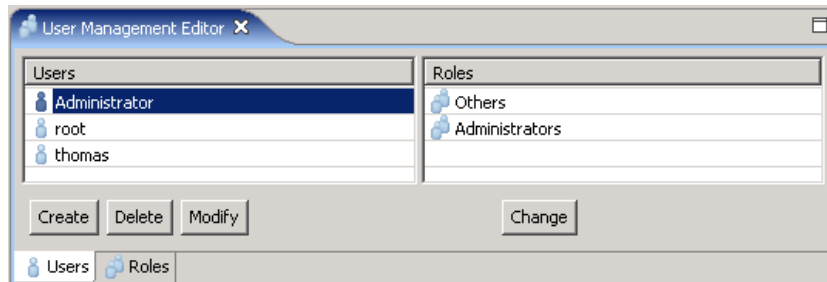 User Management Editor
Users Roles
Administrator Others
root Administrators
thomas
Create Delete Modify Change
Users Roles